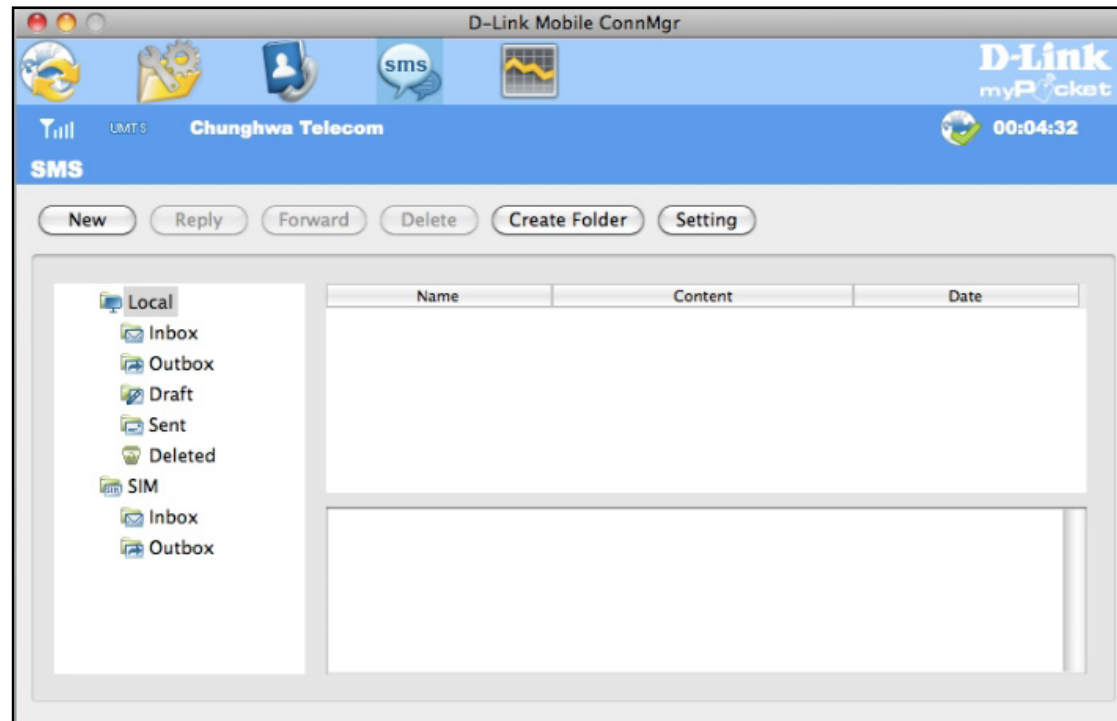 D-Link Mobile ConnMgr
sms
D-Link
myPocket
UMTS Chunghwa Telecom 00:04:32
SMS
New Reply Forward Delete Create Folder Setting
Local
Inbox
Outbox
Draft
Sent
Deleted
SIM
Inbox
Outbox
Name Content Date